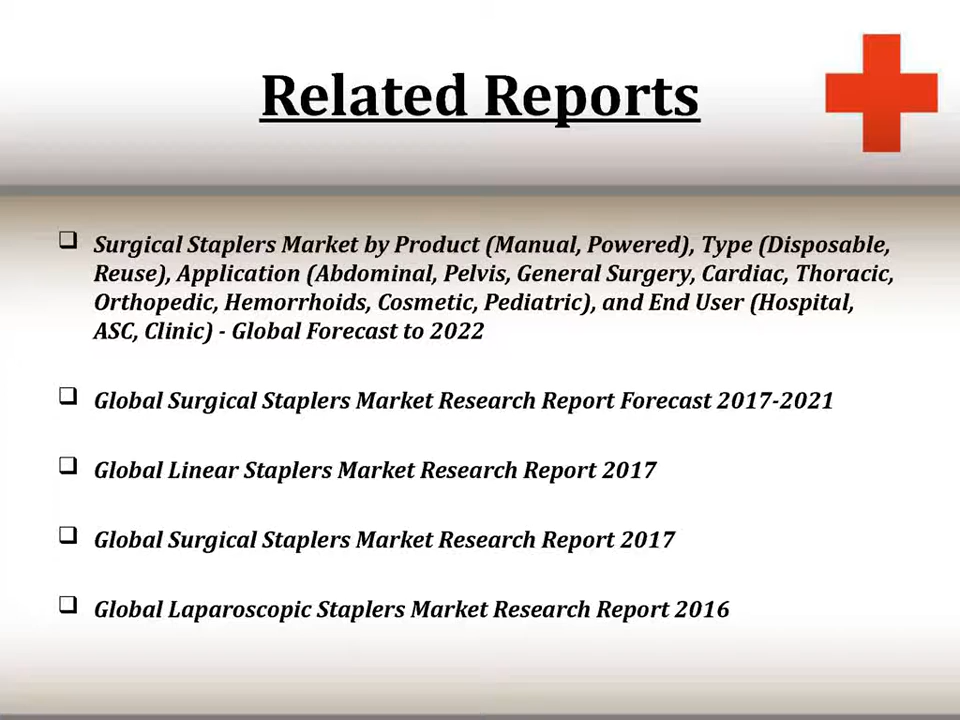 Related Reports
Surgical Staplers Market by Product (Manual, Powered), Type (Disposable,
Reuse), Application (Abdominal, Pelvis, General Surgery, Cardiac, Thoracic,
Orthopedic, Hemorrhoids, Cosmetic, Pediatric), and End User (Hospital,
ASC, Clinic) - Global Forecast to 2022
Global Surgical Staplers Market Research Report Forecast 2017-2021
Global Linear Staplers Market Research Report 2017
Global Surgical Staplers Market Research Report 2017
Global Laparoscopic Staplers Market Research Report 2016